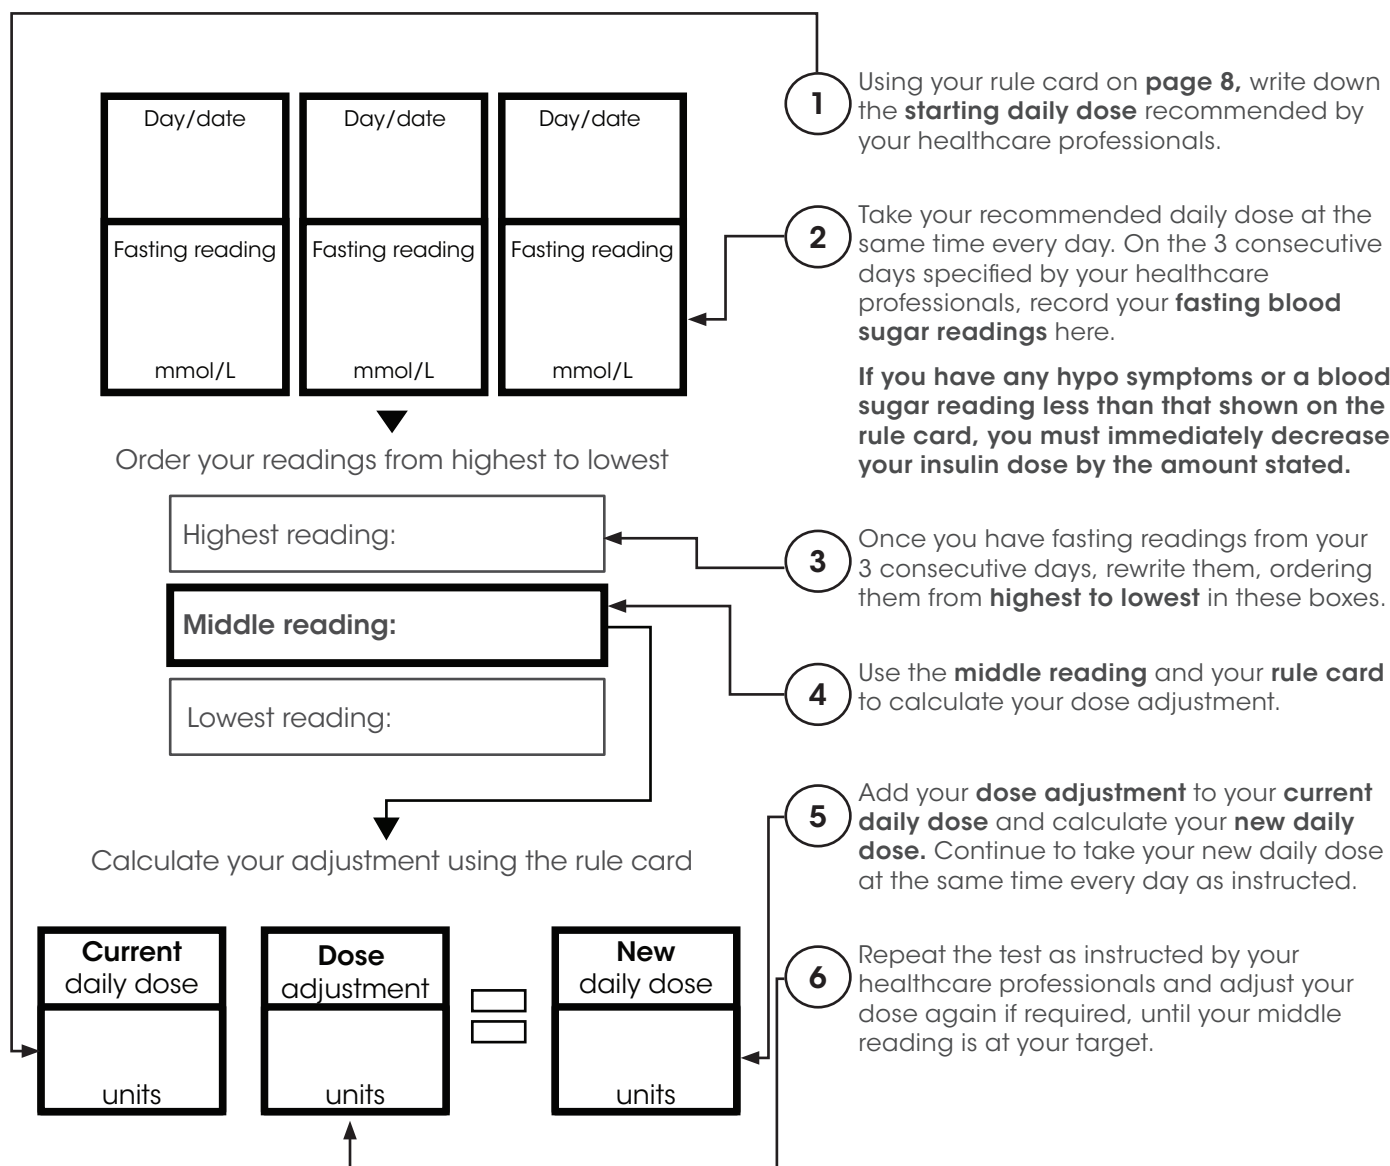 1
Using your rule card on page 8, write down
the starting daily dose recommended by
your healthcare professionals.
Day/date
Day/date
Day/date
Fasting reading
Fasting reading
Fasting reading
mmol/L
mmol/L
mmol/L
2
Take your recommended daily dose at the
same time every day. On the 3 consecutive
days specified by your healthcare
professionals, record your fasting blood
sugar readings here.
If you have any hypo symptoms or a blood
sugar reading less than that shown on the
rule card, you must immediately decrease
your insulin dose by the amount stated.
Order your readings from highest to lowest
Highest reading:
Middle reading:
Lowest reading:
3
Once you have fasting readings from your
3 consecutive days, rewrite them, ordering
them from highest to lowest in these boxes.
4
Use the middle reading and your rule card
to calculate your dose adjustment.
Calculate your adjustment using the rule card
5
Add your dose adjustment to your current
daily dose and calculate your new daily
dose. Continue to take your new daily dose
at the same time every day as instructed.
Current
daily dose
units
Dose
adjustment
units
New
daily dose
units
6
Repeat the test as instructed by your
healthcare professionals and adjust your
dose again if required, until your middle
reading is at your target.